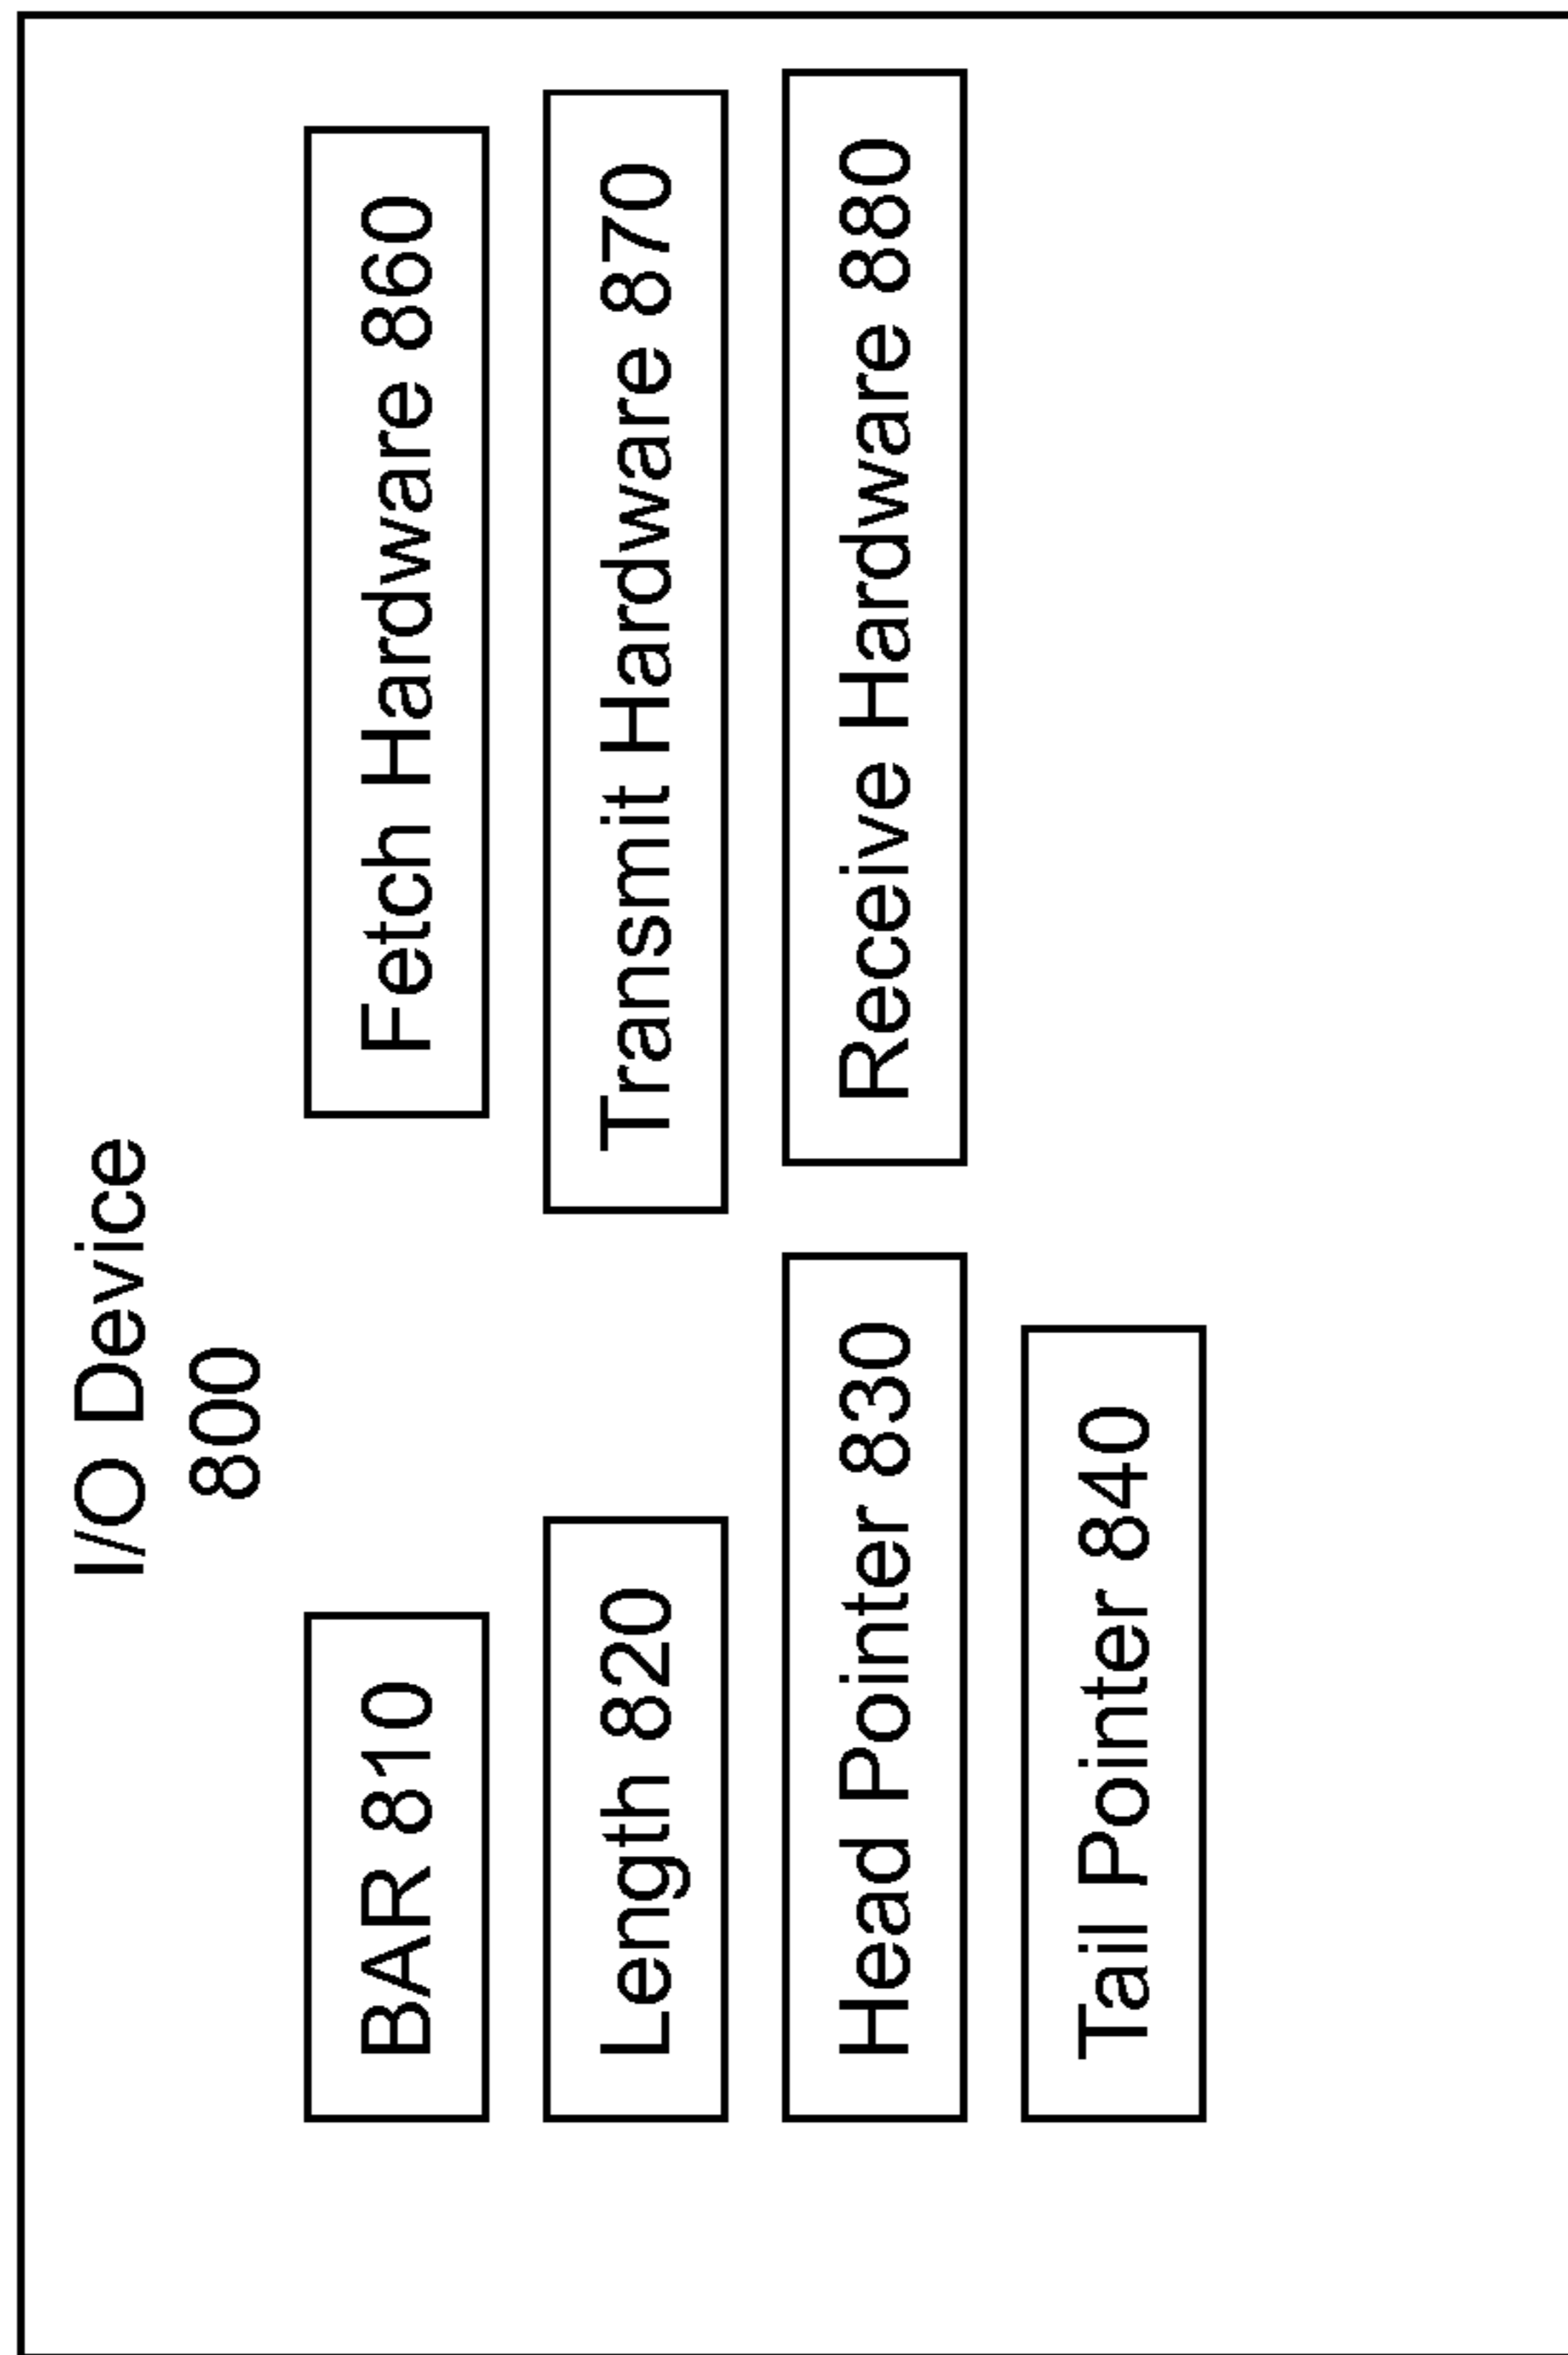 I/O Device
800
BAR 810
Length 820
Head Pointer 830
Tail Pointer 840
Fetch Hardware 860
Transmit Hardware 870
Receive Hardware 880